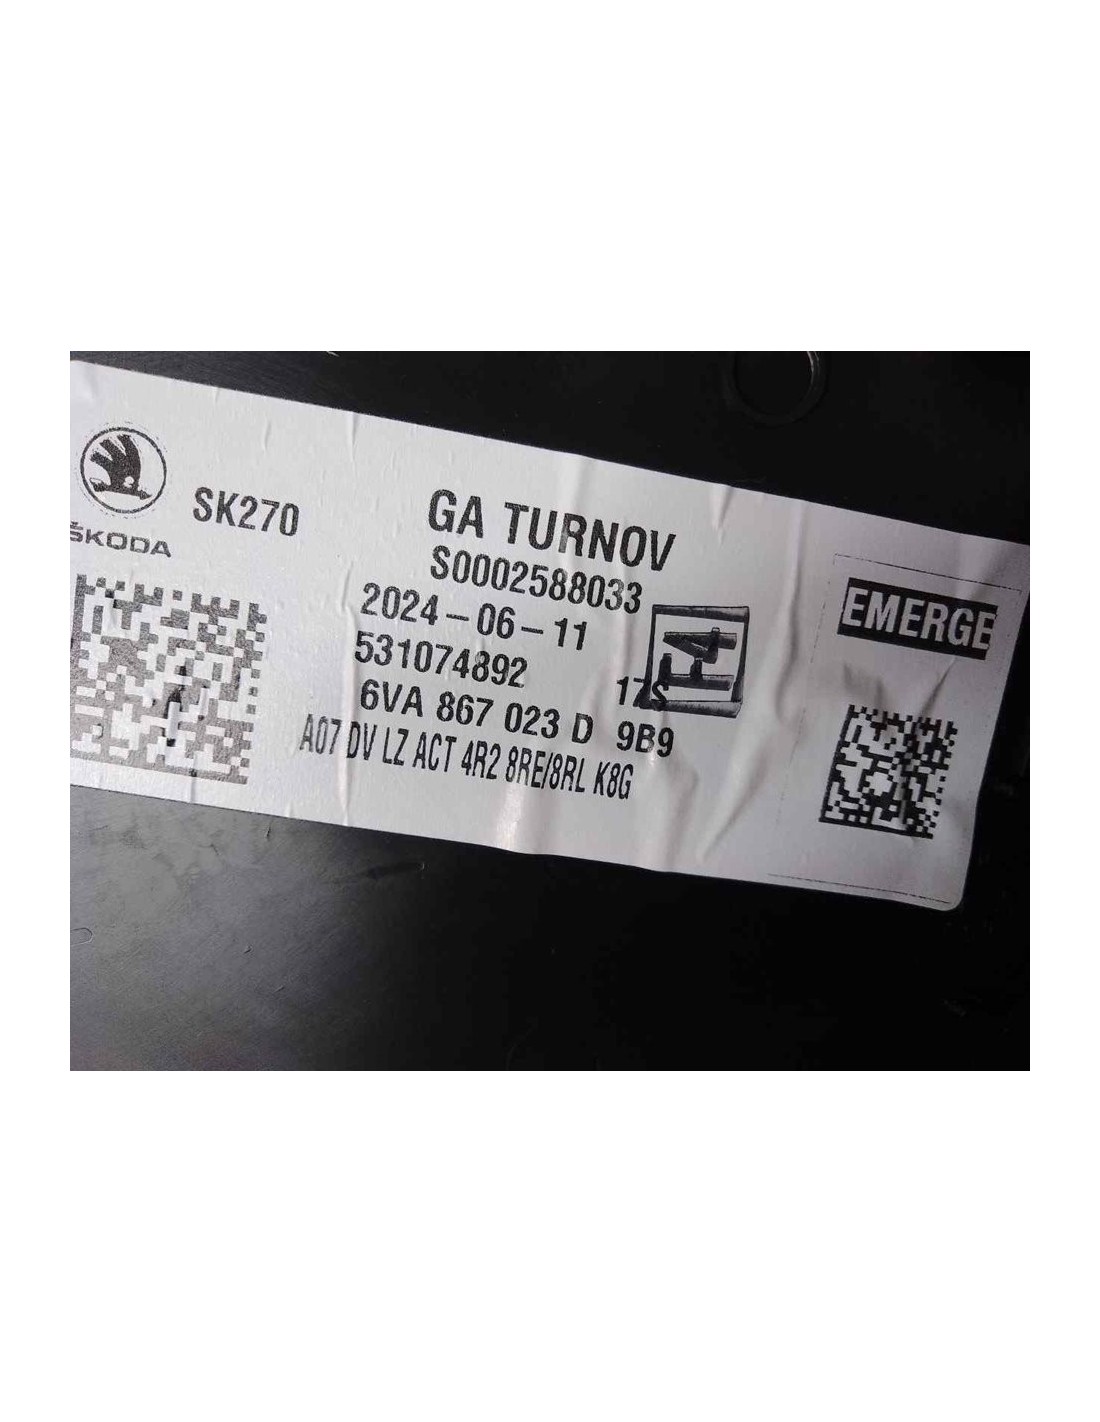 ŠKODA
SK270
GA TURNOV
S0002588033
2024-06-11
531074892
17S
6VA 867 023 D 9B9
A07 DV LZ ACT 4R2 8RE/8RL K8G
EMERGE